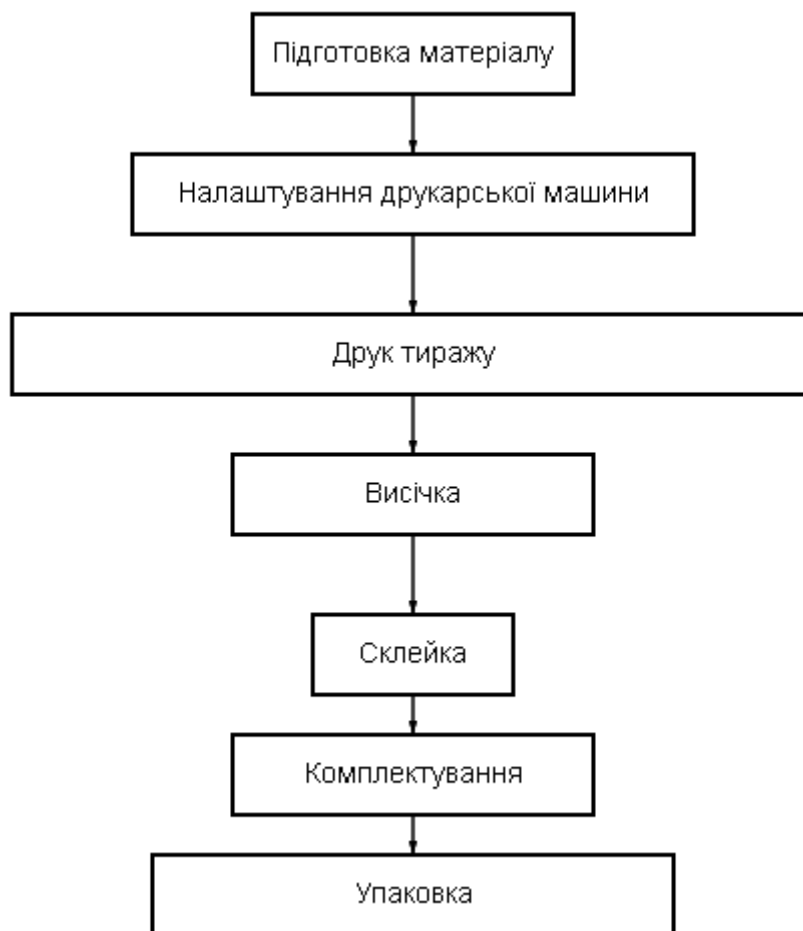 Підготовка матеріалу
Налаштування друкарської машини
Друк тиражу
Висічка
Склейка
Комплектування
Упаковка